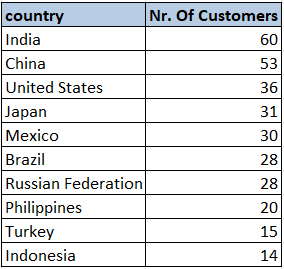 country Nr. Of Customers
India 60
China 53
United States 36
Japan 31
Mexico 30
Brazil 28
Russian Federation 28
Philippines 20
Turkey 15
Indonesia 14